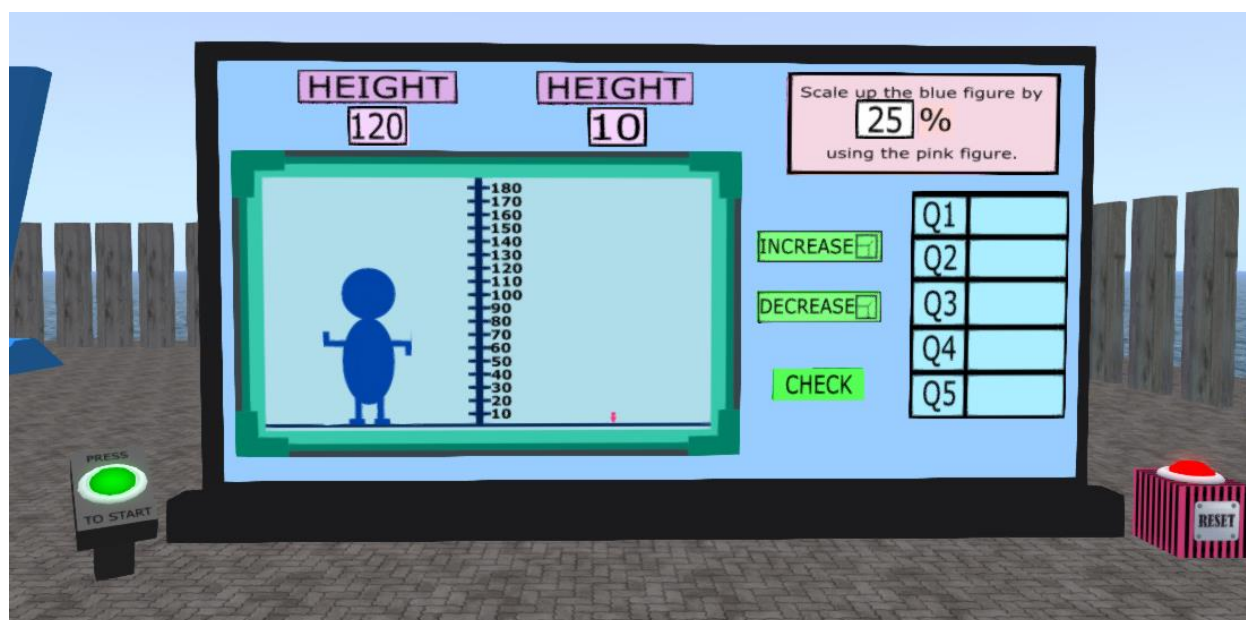 HEIGHT
120
HEIGHT
10
Scale up the blue figure by
25 %
using the pink figure.
180
170
160
150
140
130
120
110
100
90
80
70
60
50
40
30
20
10
INCREASE
DECREASE
CHECK
Q1
Q2
Q3
Q4
Q5
PRESS
TO START
RESET